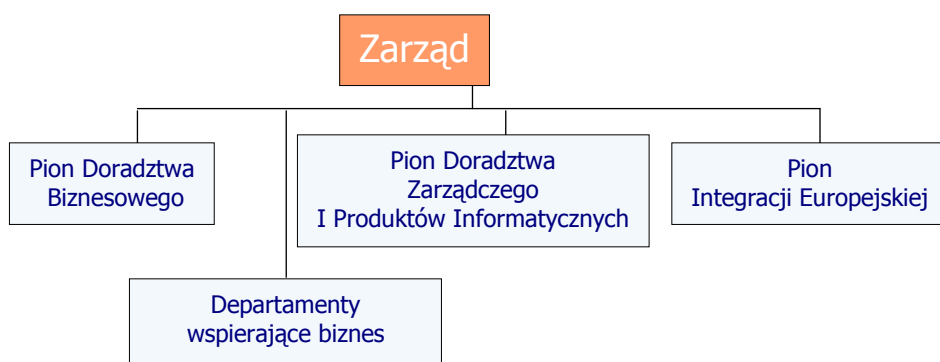 Zarząd
Pion Doradztwa
Biznesowego
Pion Doradztwa
Zarządczego
I Produktów Informatycznych
Pion
Integracji Europejskiej
Departamenty
wspierające biznes